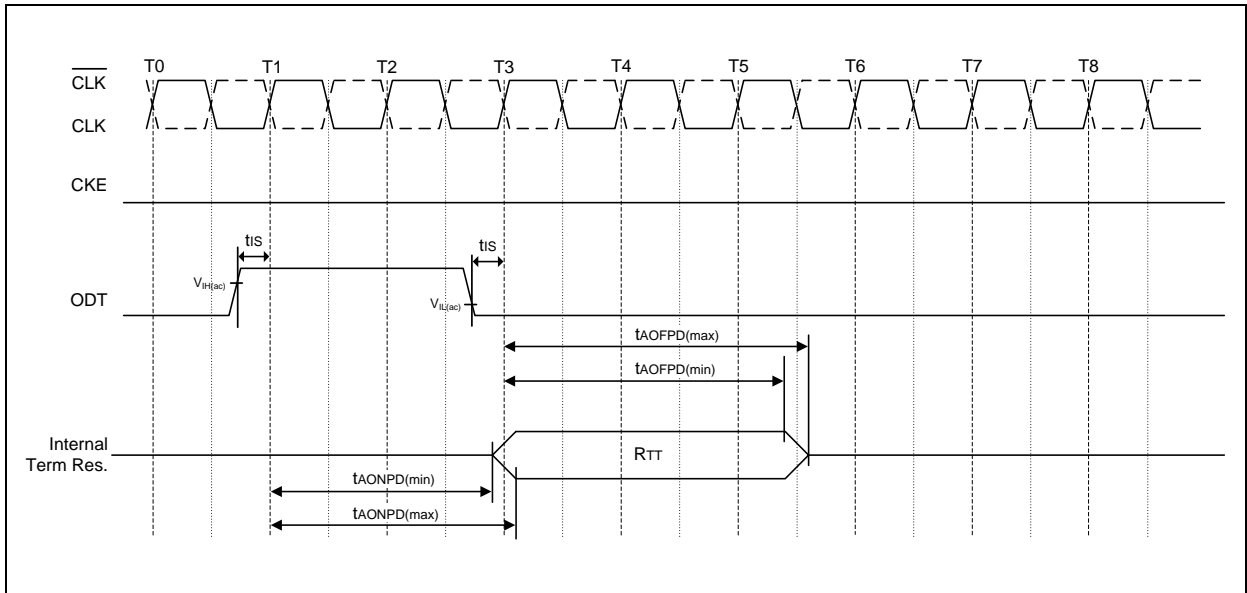 T0 T1 T2 T3 T4 T5 T6 T7 T8
CLK
CLK
CKE
tIS tIS
VIH(ac)
ODT
VIL(ac)
tAOFPD(max)
tAOFPD(min)
Internal
Term Res.
RTT
tAONPD(min)
tAONPD(max)